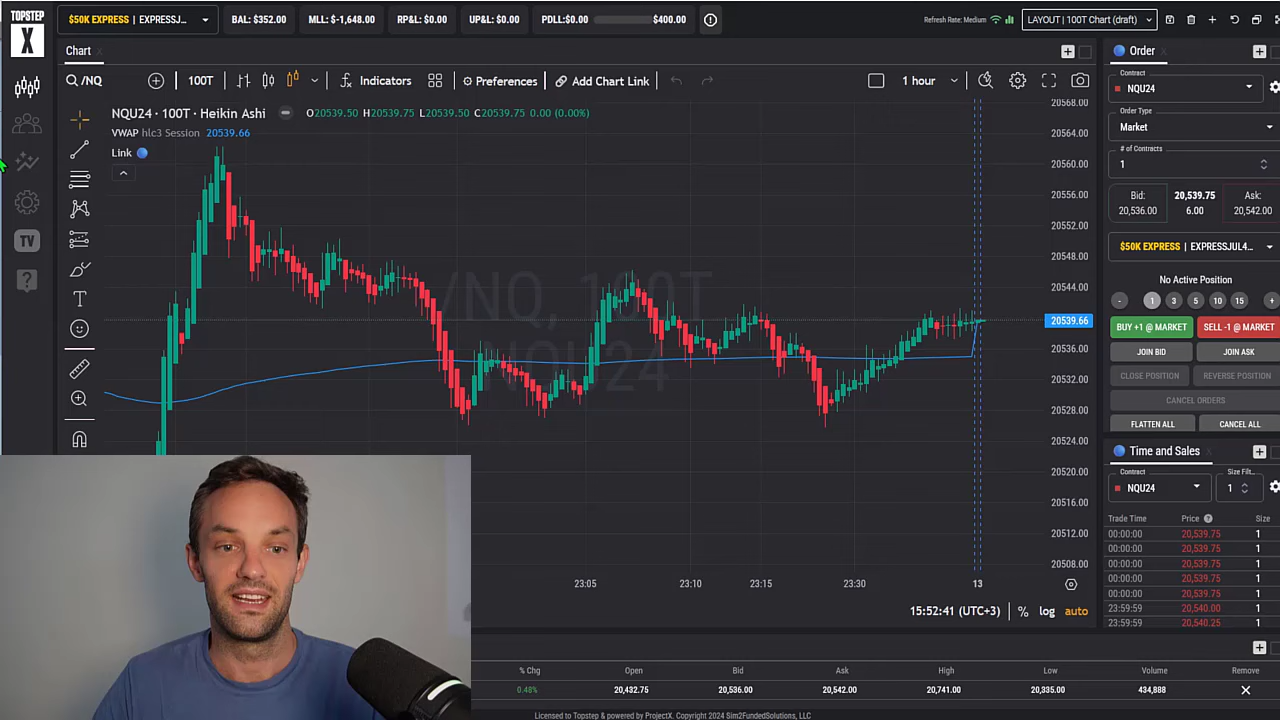 TOPSTEP
X
$50K EXPRESS | EXPRESSJ...
BAL: $352.00
MLL: $-1,648.00
RP&L: $0.00
UP&L: $0.00
PDLL:$0.00
$400.00
Refresh Rate: Medium
LAYOUT | 100T Chart (draft)
Chart
/NQ
100T
Indicators
Preferences
Add Chart Link
1 hour
NQU24 · 100T · Heikin Ashi
O20539.50 H20539.75 L20539.50 C20539.75 0.00 (0.00%)
VWAP hlc3 Session 20539.66
Link
TV
?
T
/NQ, 100T
NQU24
20568.00
20564.00
20560.00
20556.00
20552.00
20548.00
20544.00
20539.66
20536.00
20532.00
20528.00
20524.00
20520.00
20516.00
20512.00
20508.00
23:05
23:10
23:15
23:30
13
15:52:41 (UTC+3)
%
log
auto
Order
Contract
NQU24
Order Type
Market
# of Contracts
1
Bid:
20,536.00
20,539.75
6.00
Ask:
20,542.00
$50K EXPRESS | EXPRESSJUL4...
No Active Position
-
1
3
5
10
15
+
BUY +1 @ MARKET
SELL -1 @ MARKET
JOIN BID
JOIN ASK
CLOSE POSITION
REVERSE POSITION
CANCEL ORDERS
FLATTEN ALL
CANCEL ALL
Time and Sales
Contract
NQU24
Size Filt...
1
Trade Time Price Size
00:00:00 20,539.75 1
00:00:00 20,539.75 1
00:00:00 20,539.75 1
00:00:00 20,539.75 1
00:00:00 20,539.75 1
23:59:59 20,540.00 1
23:59:59 20,540.25 1
% Chg Open Bid Ask High Low Volume Remove
0.48% 20,432.75 20,536.00 20,542.00 20,741.00 20,335.00 434,888
Licensed to Topstep & powered by ProjectX. Copyright 2024 Sim2FundedSolutions, LLC